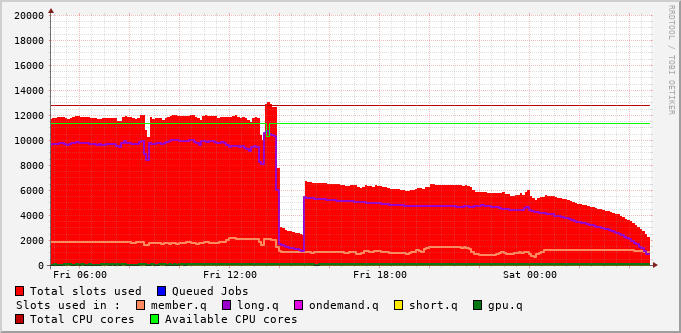 20000
18000
16000
14000
12000
10000
8000
6000
4000
2000
0
Fri 06:00 Fri 12:00 Fri 18:00 Sat 00:00
RRDTOOL / TOBI OETIKER
Total slots used Queued Jobs
Slots used in : member.q long.q ondemand.q short.q gpu.q
Total CPU cores Available CPU cores